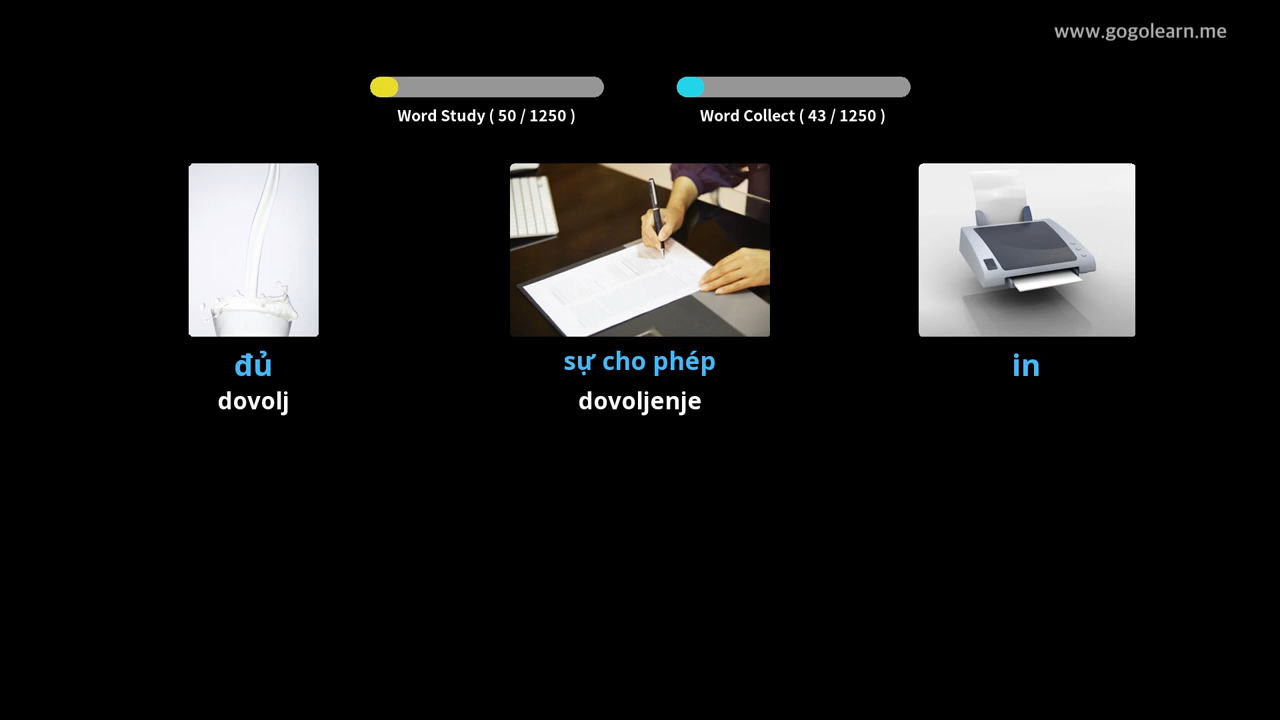 www.gogolearn.me
Word Study ( 50 / 1250 )
Word Collect ( 43 / 1250 )
đủ
dovolj
sự cho phép
dovoljenje
in